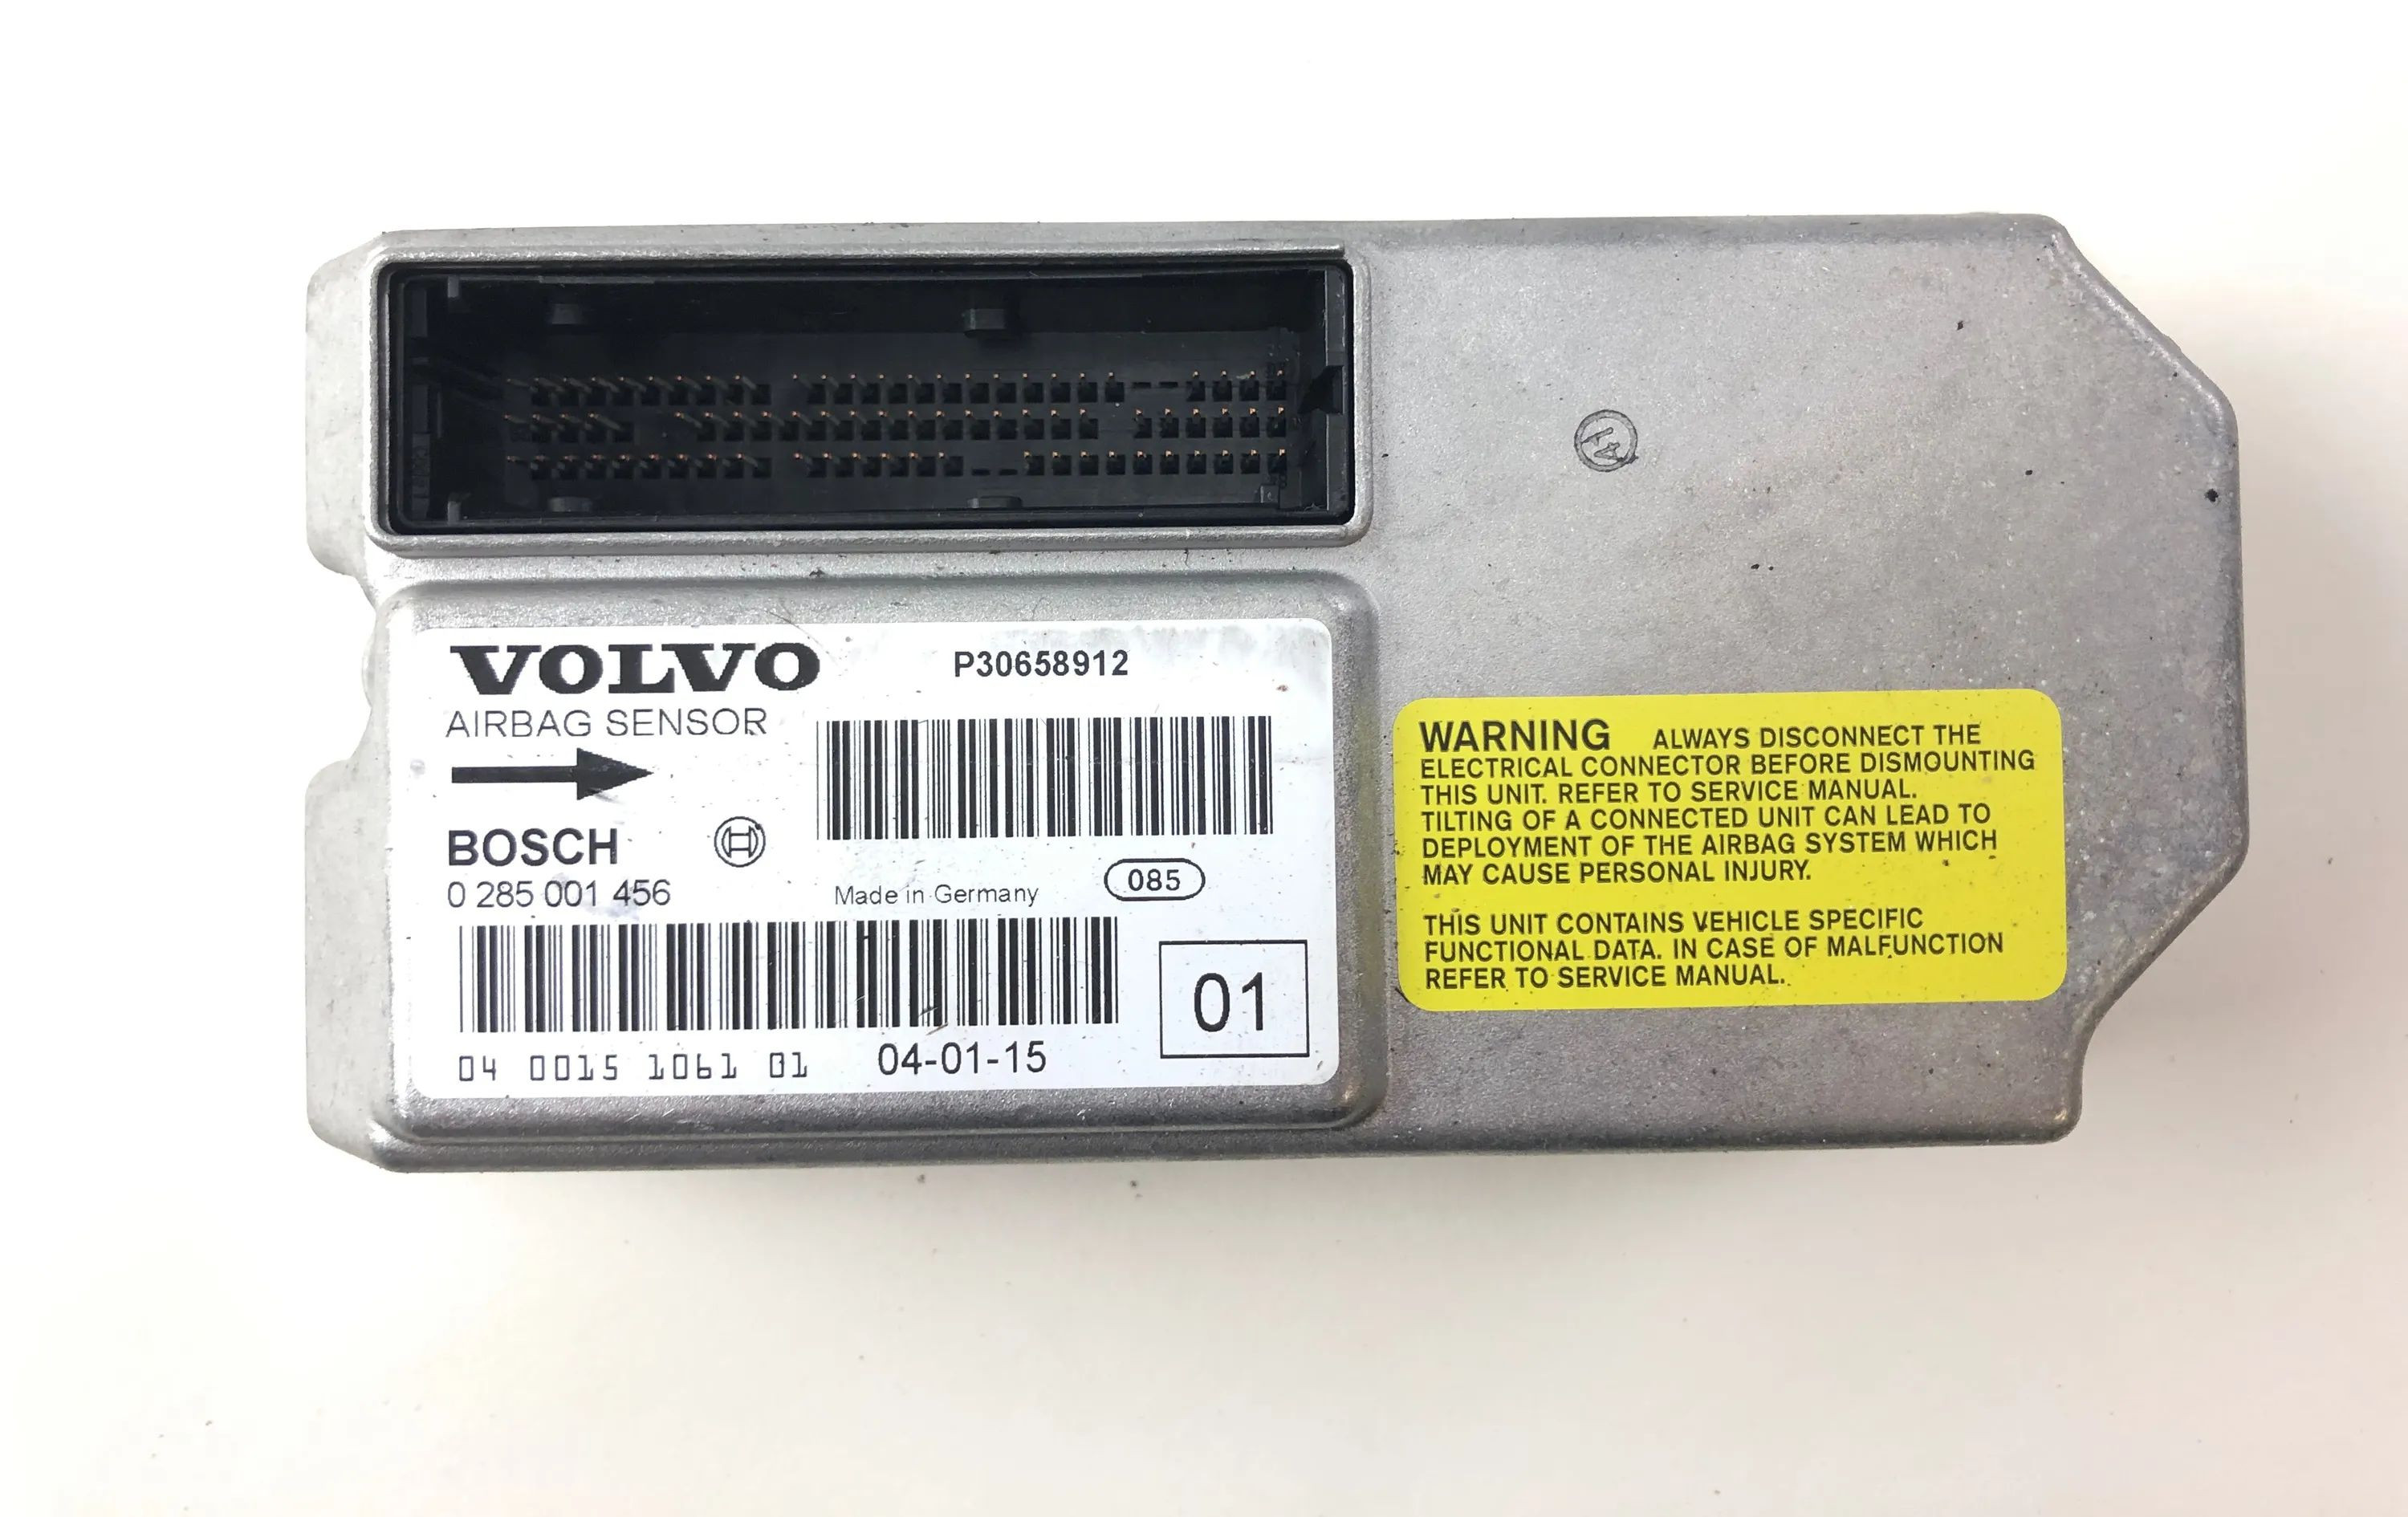 VOLVO
P30658912
AIRBAG SENSOR
BOSCH
0 285 001 456
Made in Germany
085
04 0015 1061 01
04-01-15
01
WARNING ALWAYS DISCONNECT THE
ELECTRICAL CONNECTOR BEFORE DISMOUNTING
THIS UNIT. REFER TO SERVICE MANUAL.
TILTING OF A CONNECTED UNIT CAN LEAD TO
DEPLOYMENT OF THE AIRBAG SYSTEM WHICH
MAY CAUSE PERSONAL INJURY.
THIS UNIT CONTAINS VEHICLE SPECIFIC
FUNCTIONAL DATA. IN CASE OF MALFUNCTION
REFER TO SERVICE MANUAL.